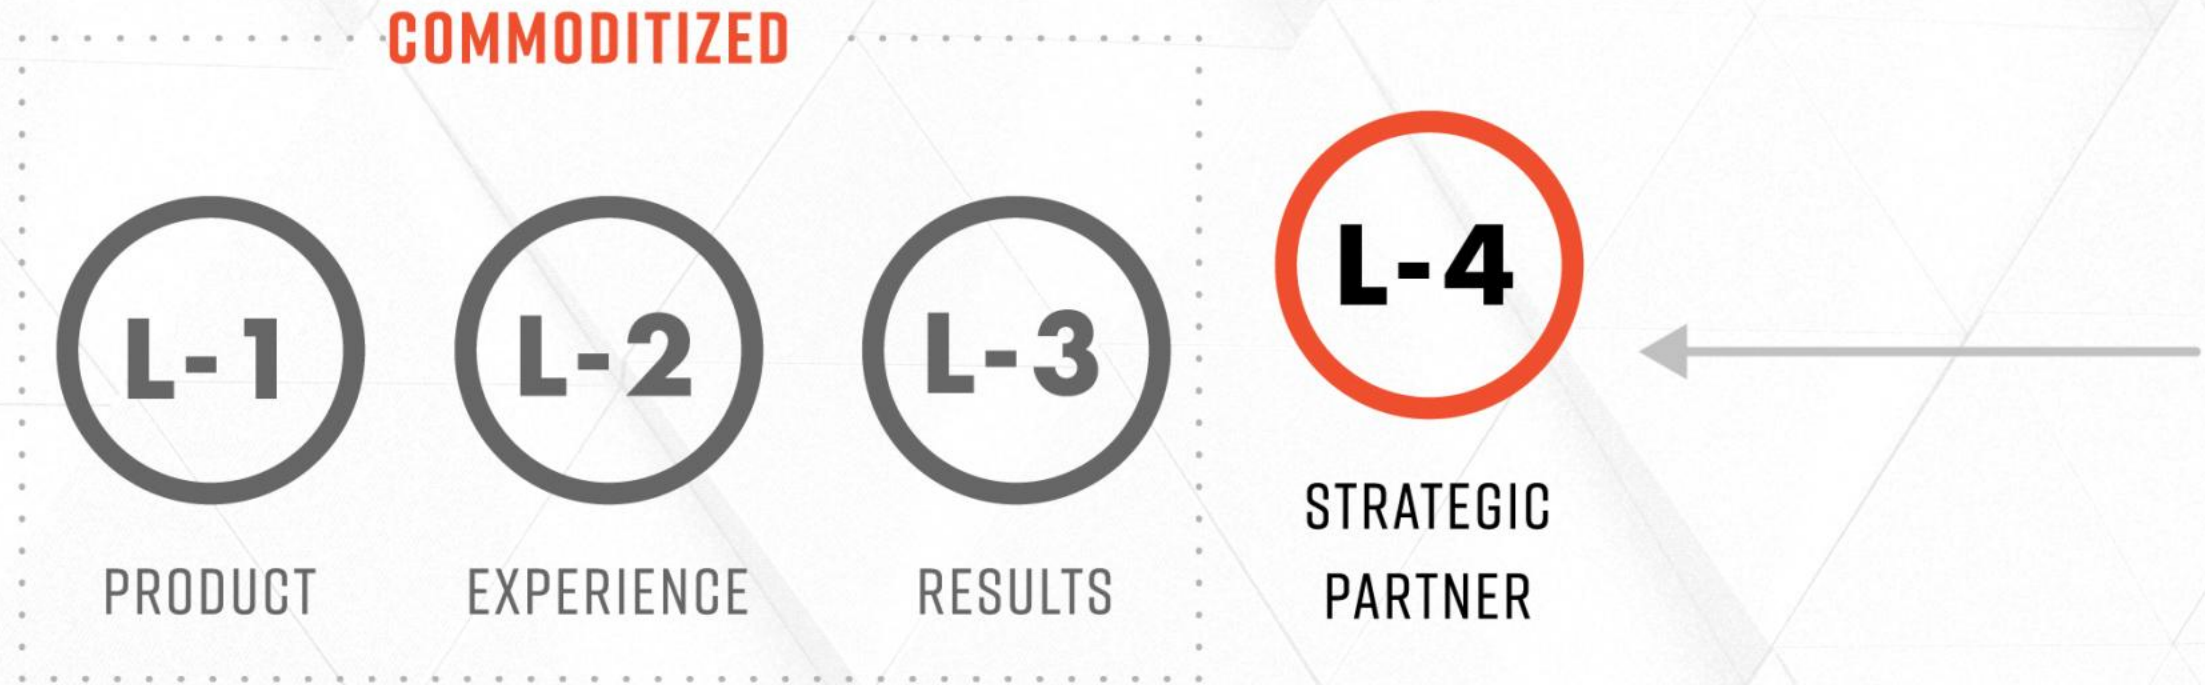 COMMODITIZED
L-1
PRODUCT
L-2
EXPERIENCE
L-3
RESULTS
L-4
STRATEGIC
PARTNER